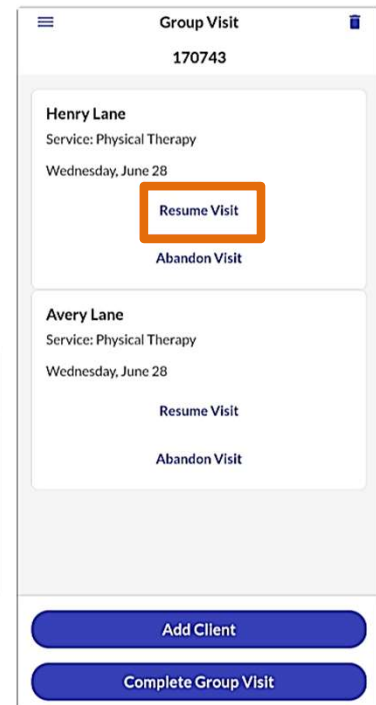 Group Visit
170743
Henry Lane
Service: Physical Therapy
Wednesday, June 28
Resume Visit
Abandon Visit
Avery Lane
Service: Physical Therapy
Wednesday, June 28
Resume Visit
Abandon Visit
Add Client
Complete Group Visit